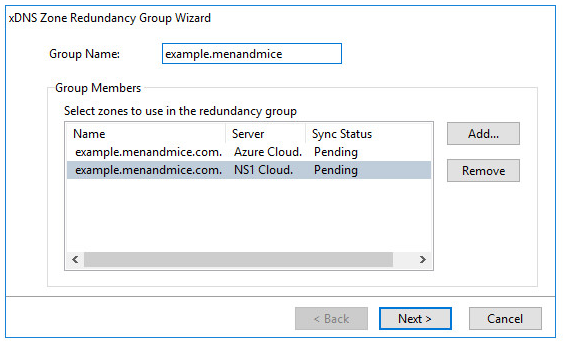 xDNS Zone Redundancy Group Wizard
Group Name: example.menandmice
Group Members
Select zones to use in the redundancy group
Name Server Sync Status
example.menandmice.com. Azure Cloud. Pending
example.menandmice.com. NS1 Cloud. Pending
Add...
Remove
< Back Next > Cancel